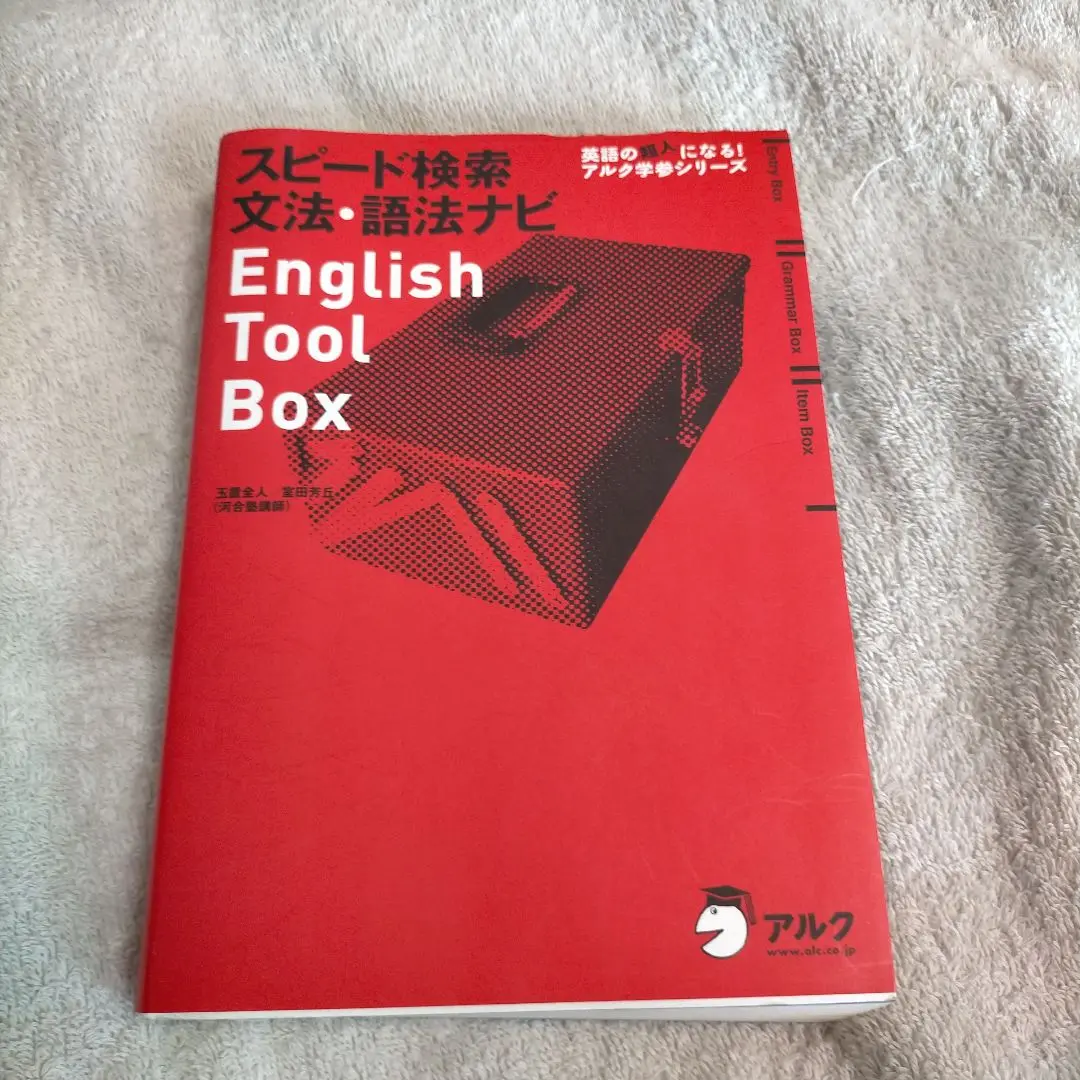 スピード検索
文法・語法ナビ
English
Tool
Box
英語の超人になる!
アルク学参シリーズ
Entry Box
Grammar Box
Item Box
玉置全人 室田芳丘
(河合塾講師)
アルク
www.alc.co.jp